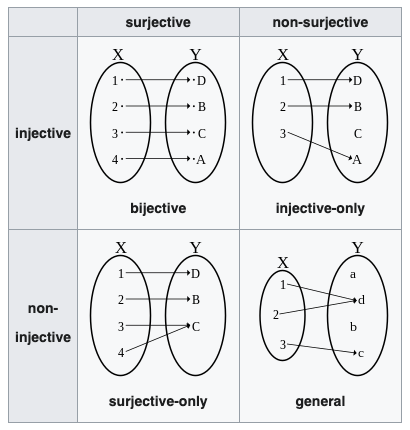 surjective non-surjective
injective
X Y
1 D
2 B
3 C
4 A
bijective
X Y
1 D
2 B
3 C
A
injective-only
non-
injective
X Y
1 D
2 B
3 C
4
surjective-only
Y
X a
1 d
2 b
3 c
general